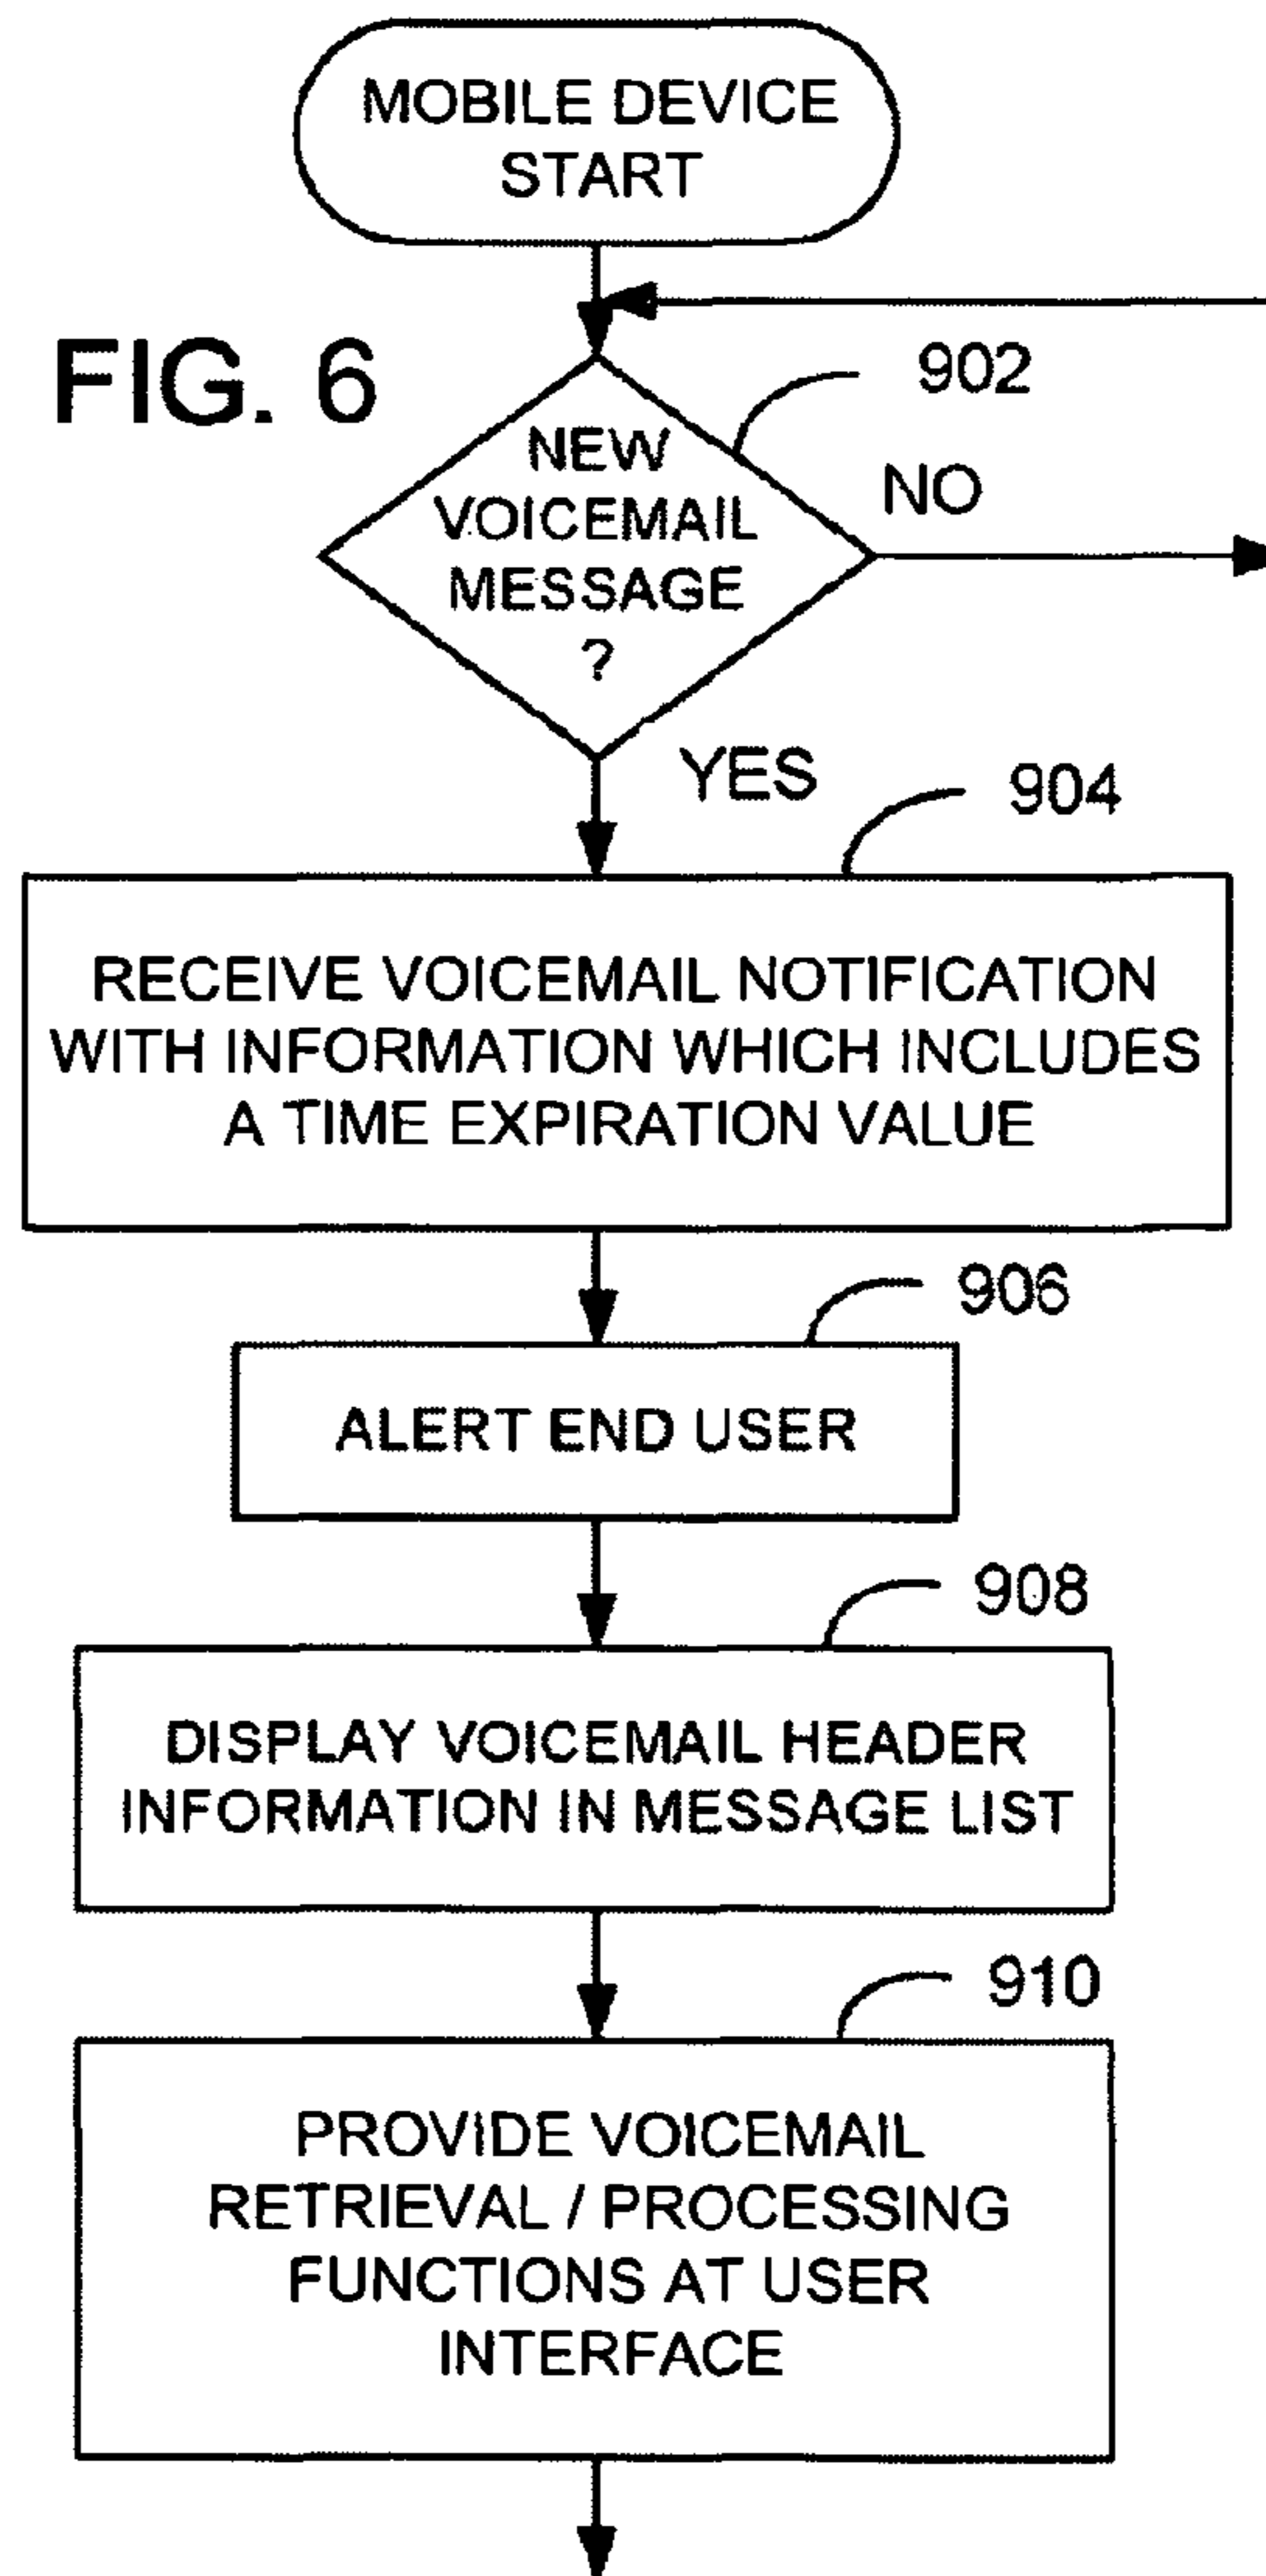 MOBILE DEVICE
START
FIG. 6
902
NEW
VOICEMAIL
MESSAGE
?
NO
YES
904
RECEIVE VOICEMAIL NOTIFICATION
WITH INFORMATION WHICH INCLUDES
A TIME EXPIRATION VALUE
906
ALERT END USER
908
DISPLAY VOICEMAIL HEADER
INFORMATION IN MESSAGE LIST
910
PROVIDE VOICEMAIL
RETRIEVAL / PROCESSING
FUNCTIONS AT USER
INTERFACE